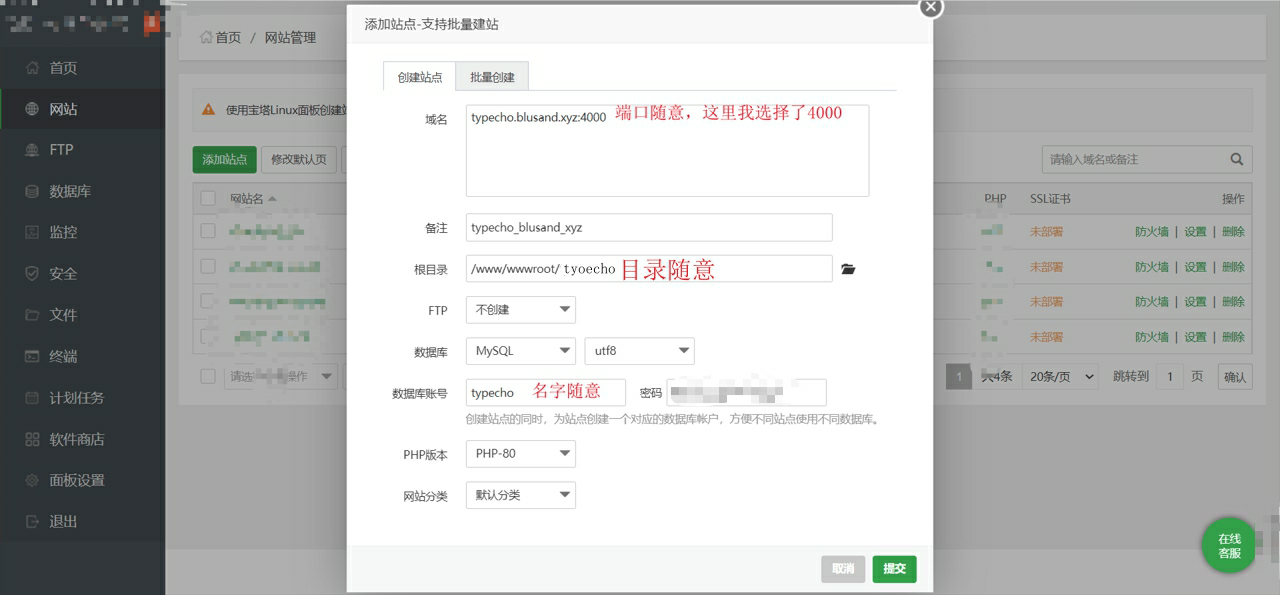 首页
网站
FTP
数据库
监控
安全
文件
终端
计划任务
软件商店
面板设置
退出
首页 / 网站管理
使用宝塔Linux面板创建站
添加站点 修改默认页
请输入域名或备注
网站名 PHP SSL证书 操作
未部署 防火墙 | 设置 | 删除
未部署 防火墙 | 设置 | 删除
未部署 防火墙 | 设置 | 删除
未部署 防火墙 | 设置 | 删除
请选 操作 1 共4条 20条/页 跳转到 1 页 确认
添加站点-支持批量建站
创建站点 批量创建
域名 typecho.blusand.xyz:4000 端口随意，这里我选择了4000
备注 typecho_blusand_xyz
根目录 /www/wwwroot/ tyoecho 目录随意
FTP 不创建
数据库 MySQL utf8
数据库账号 typecho 名字随意 密码
创建站点的同时，为站点创建一个对应的数据库帐户，方便不同站点使用不同数据库。
PHP版本 PHP-80
网站分类 默认分类
取消 提交
在线
客服